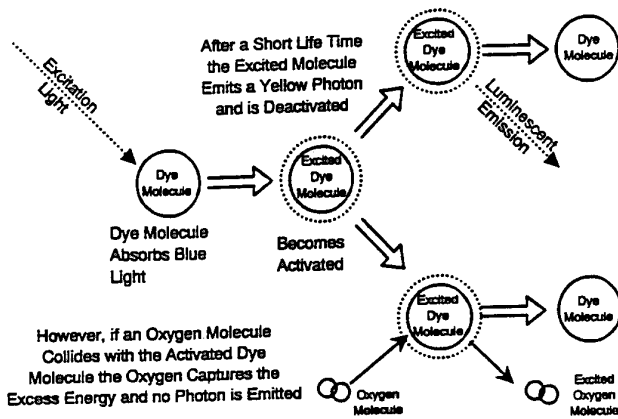 Excitation
Light
After a Short Life Time
the Excited Molecule
Emits a Yellow Photon
and is Deactivated
Excited
Dye
Molecule
Dye
Molecule
Luminescent
Emission
Dye
Molecule
Dye Molecule
Absorbs Blue
Light
Excited
Dye
Molecule
Becomes
Activated
However, if an Oxygen Molecule
Collides with the Activated Dye
Molecule the Oxygen Captures the
Excess Energy and no Photon is Emitted
Excited
Dye
Molecule
Dye
Molecule
Oxygen
Molecule
Excited
Oxygen
Molecule